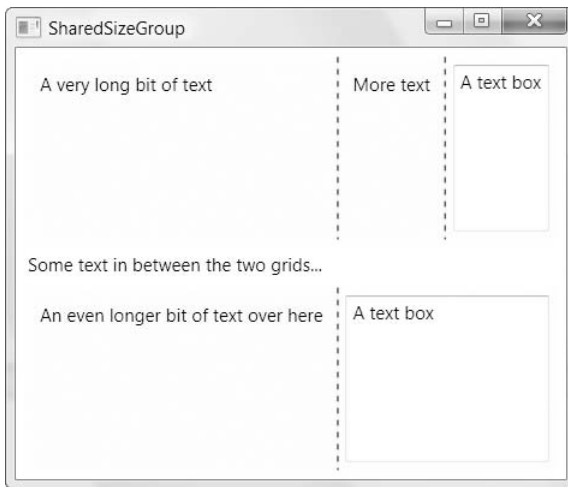 SharedSizeGroup
A very long bit of text
More text
A text box
Some text in between the two grids...
An even longer bit of text over here
A text box